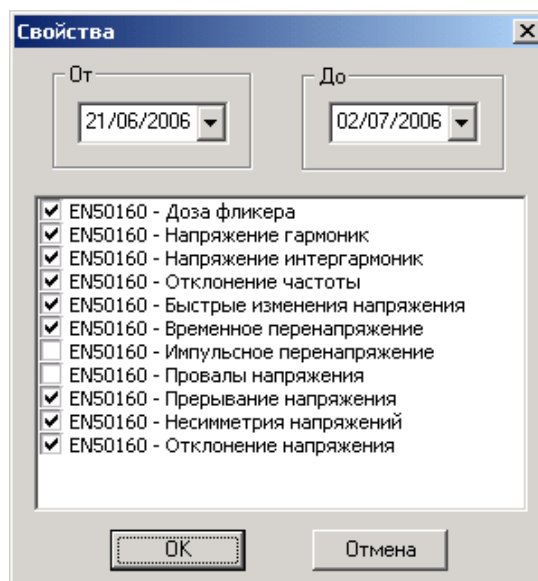 Свойства
От
До
21/06/2006
02/07/2006
EN50160 - Доза фликера
EN50160 - Напряжение гармоник
EN50160 - Напряжение интергармоник
EN50160 - Отклонение частоты
EN50160 - Быстрые изменения напряжения
EN50160 - Временное перенапряжение
EN50160 - Импульсное перенапряжение
EN50160 - Провалы напряжения
EN50160 - Прерывание напряжения
EN50160 - Несимметрия напряжений
EN50160 - Отклонение напряжения
OK
Отмена